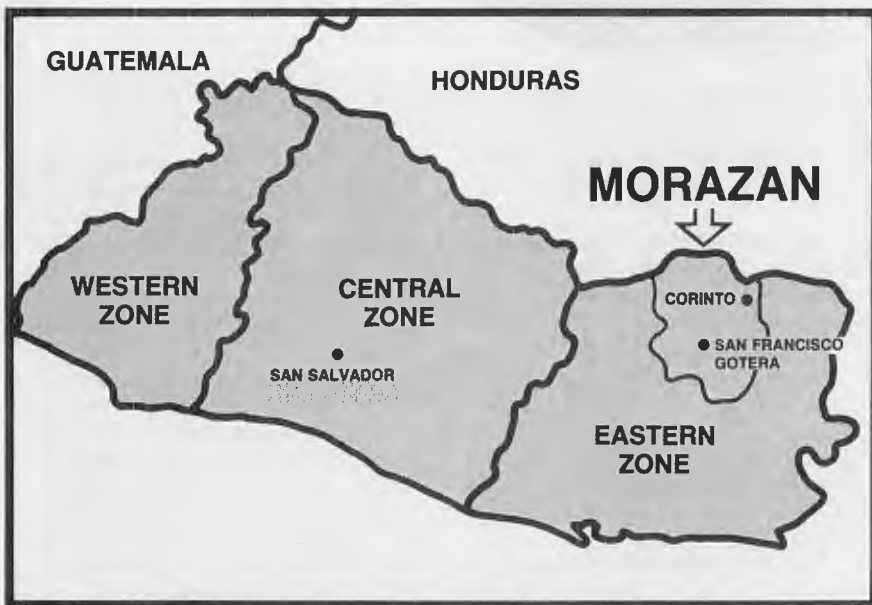 GUATEMALA
HONDURAS
MORAZAN
WESTERN
ZONE
CENTRAL
ZONE
CORINTO
SAN SALVADOR
SAN FRANCISCO
GOTERA
EASTERN
ZONE